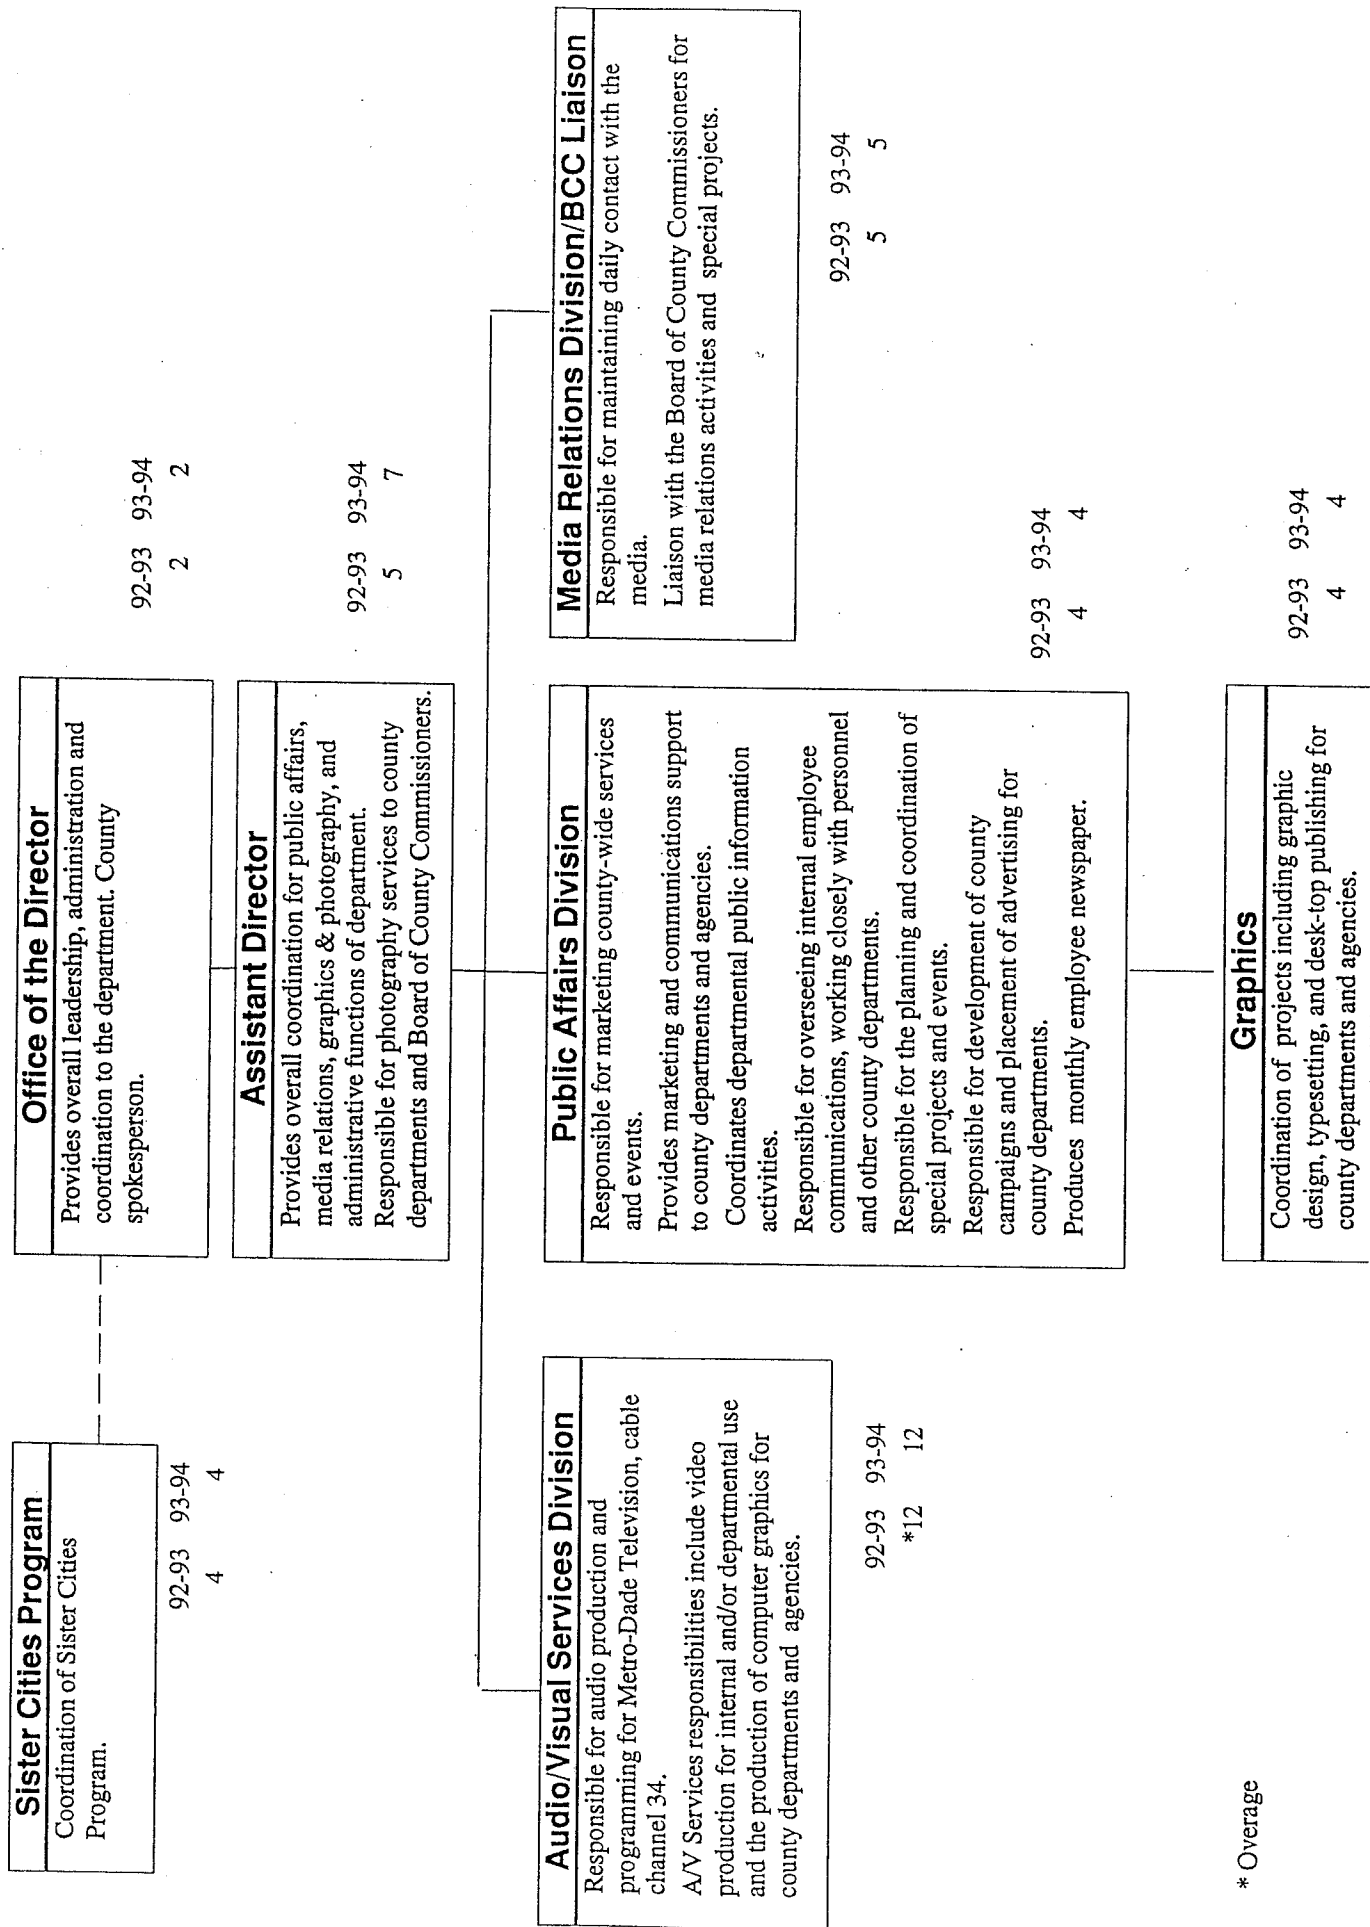 Sister Cities Program
Coordination of Sister Cities
Program.
92-93 93-94
4 4
Office of the Director
Provides overall leadership, administration and
coordination to the department. County
spokesperson.
92-93 93-94
2 2
Assistant Director
Provides overall coordination for public affairs,
media relations, graphics & photography, and
administrative functions of department.
Responsible for photography services to county
departments and Board of County Commissioners.
92-93 93-94
5 7
Audio/Visual Services Division
Responsible for audio production and
programming for Metro-Dade Television, cable
channel 34.
A/V Services responsibilities include video
production for internal and/or departmental use
and the production of computer graphics for
county departments and agencies.
92-93 93-94
*12 12
Public Affairs Division
Responsible for marketing county-wide services
and events.
Provides marketing and communications support
to county departments and agencies.
Coordinates departmental public information
activities.
Responsible for overseeing internal employee
communications, working closely with personnel
and other county departments.
Responsible for the planning and coordination of
special projects and events.
Responsible for development of county
campaigns and placement of advertising for
county departments.
Produces monthly employee newspaper.
92-93 93-94
4 4
Media Relations Division/BCC Liaison
Responsible for maintaining daily contact with the
media.
Liaison with the Board of County Commissioners for
media relations activities and special projects.
92-93 93-94
5 5
Graphics
Coordination of projects including graphic
design, typesetting, and desk-top publishing for
county departments and agencies.
92-93 93-94
4 4
* Overage